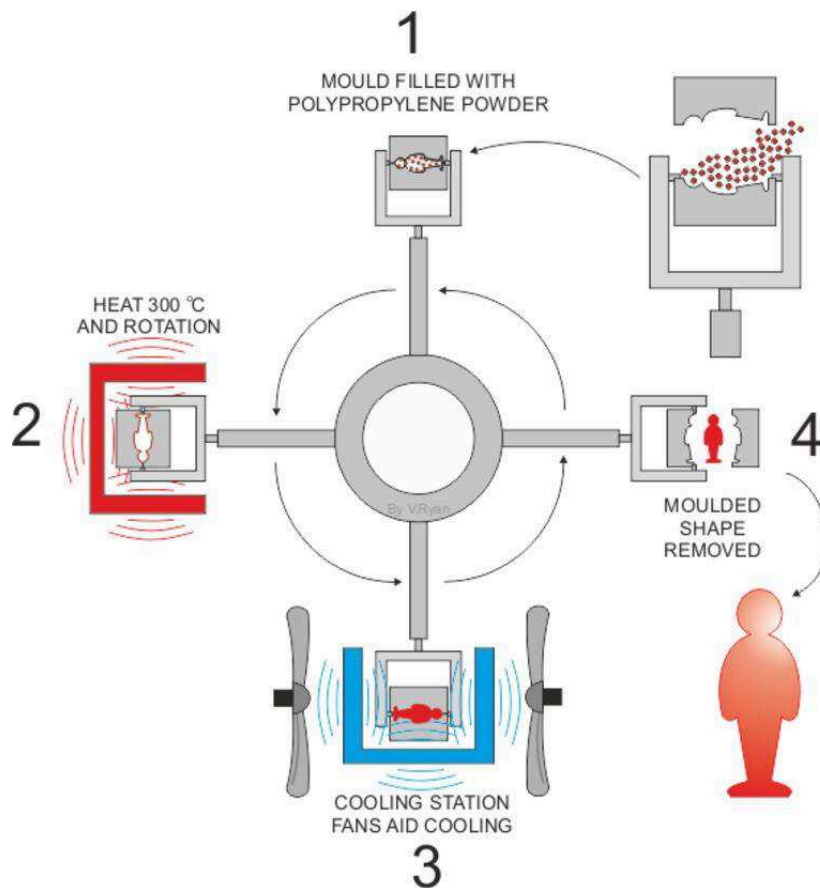 1
MOULD FILLED WITH
POLYPROPYLENE POWDER
HEAT 300 °C
AND ROTATION
2
By V.Ryan
4
MOULDED
SHAPE
REMOVED
COOLING STATION
FANS AID COOLING
3